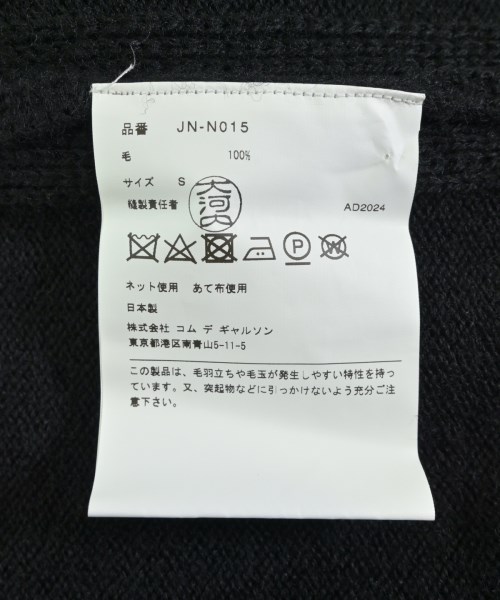 品番 JN-N015
毛 100%
サイズ S
縫製責任者 大河内 AD2024
P W
ネット使用 あて布使用
日本製
株式会社 コム デ ギャルソン
東京都港区南青山5-11-5
この製品は、毛羽立ちや毛玉が発生しやすい特性を持っ
ています。又、突起物などに引っかけないよう充分ご注
意下さい。